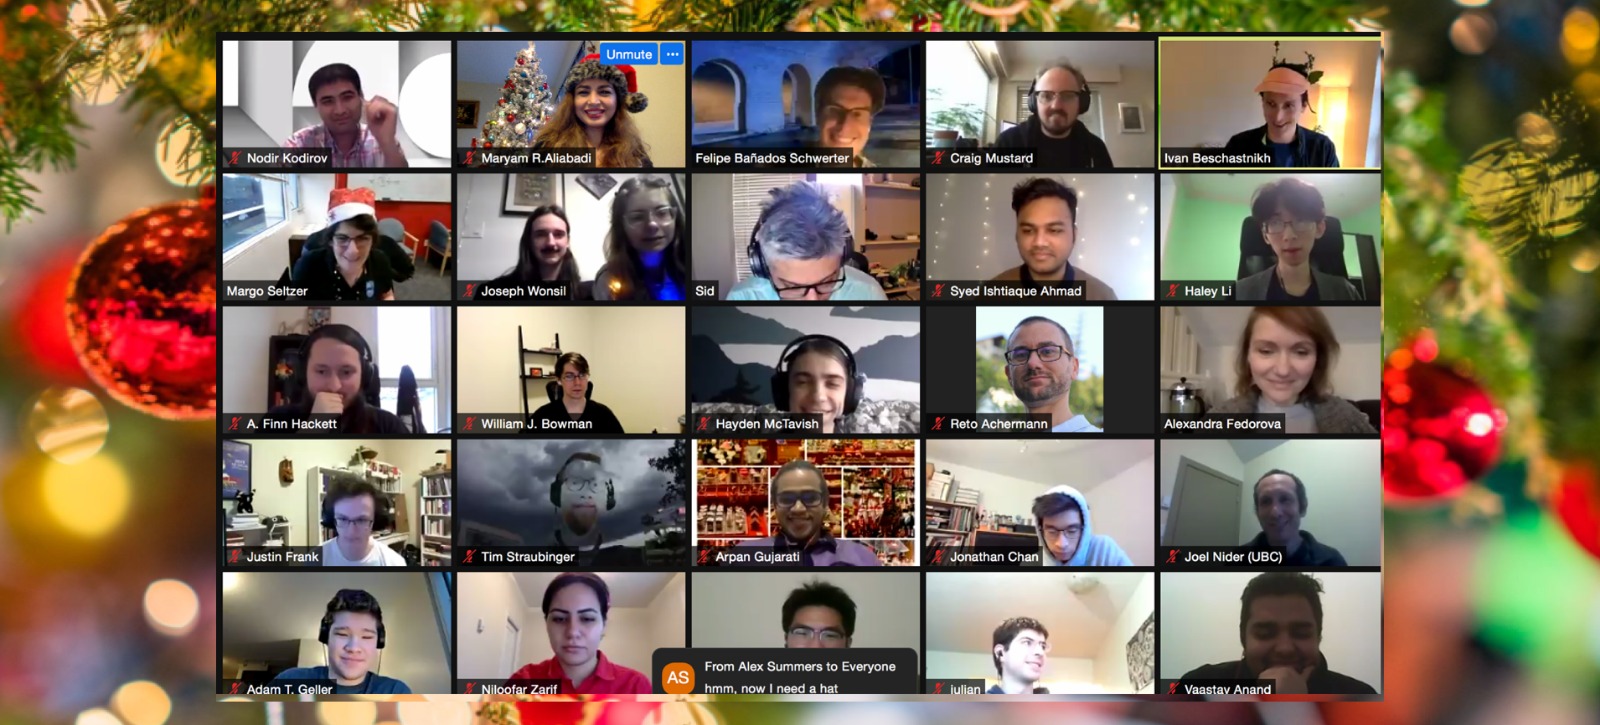 Unmute ...
Nodir Kodirov
Maryam R.Aliabadi
Felipe Bañados Schwerter
Craig Mustard
Ivan Beschastnikh
Margo Seltzer
Joseph Wonsil
Sid
Syed Ishtiaque Ahmad
Haley Li
A. Finn Hackett
William J. Bowman
Hayden McTavish
Reto Achermann
Alexandra Fedorova
Justin Frank
Tim Straubinger
Arpan Gujarati
Jonathan Chan
Joel Nider (UBC)
From Alex Summers to Everyone
AS
hmm, now I need a hat
Adam T. Geller
Niloofar Zarif
julian
Vaastav Anand